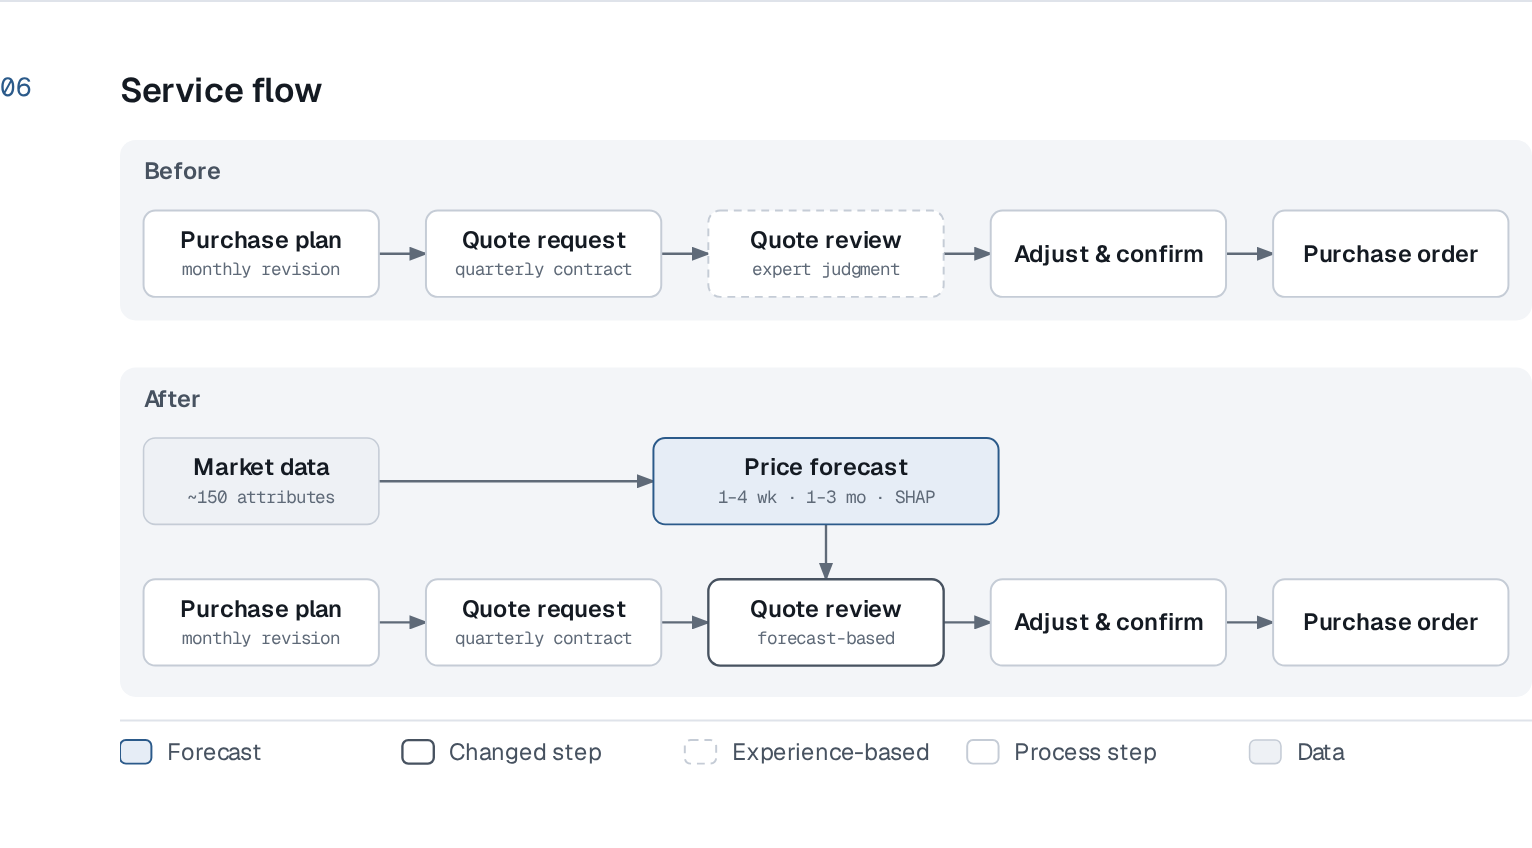 06
Service flow
Before
Purchase plan
monthly revision
Quote request
quarterly contract
Quote review
expert judgment
Adjust & confirm
Purchase order
After
Market data
~150 attributes
Price forecast
1–4 wk · 1–3 mo · SHAP
Purchase plan
monthly revision
Quote request
quarterly contract
Quote review
forecast-based
Adjust & confirm
Purchase order
Forecast
Changed step
Experience-based
Process step
Data